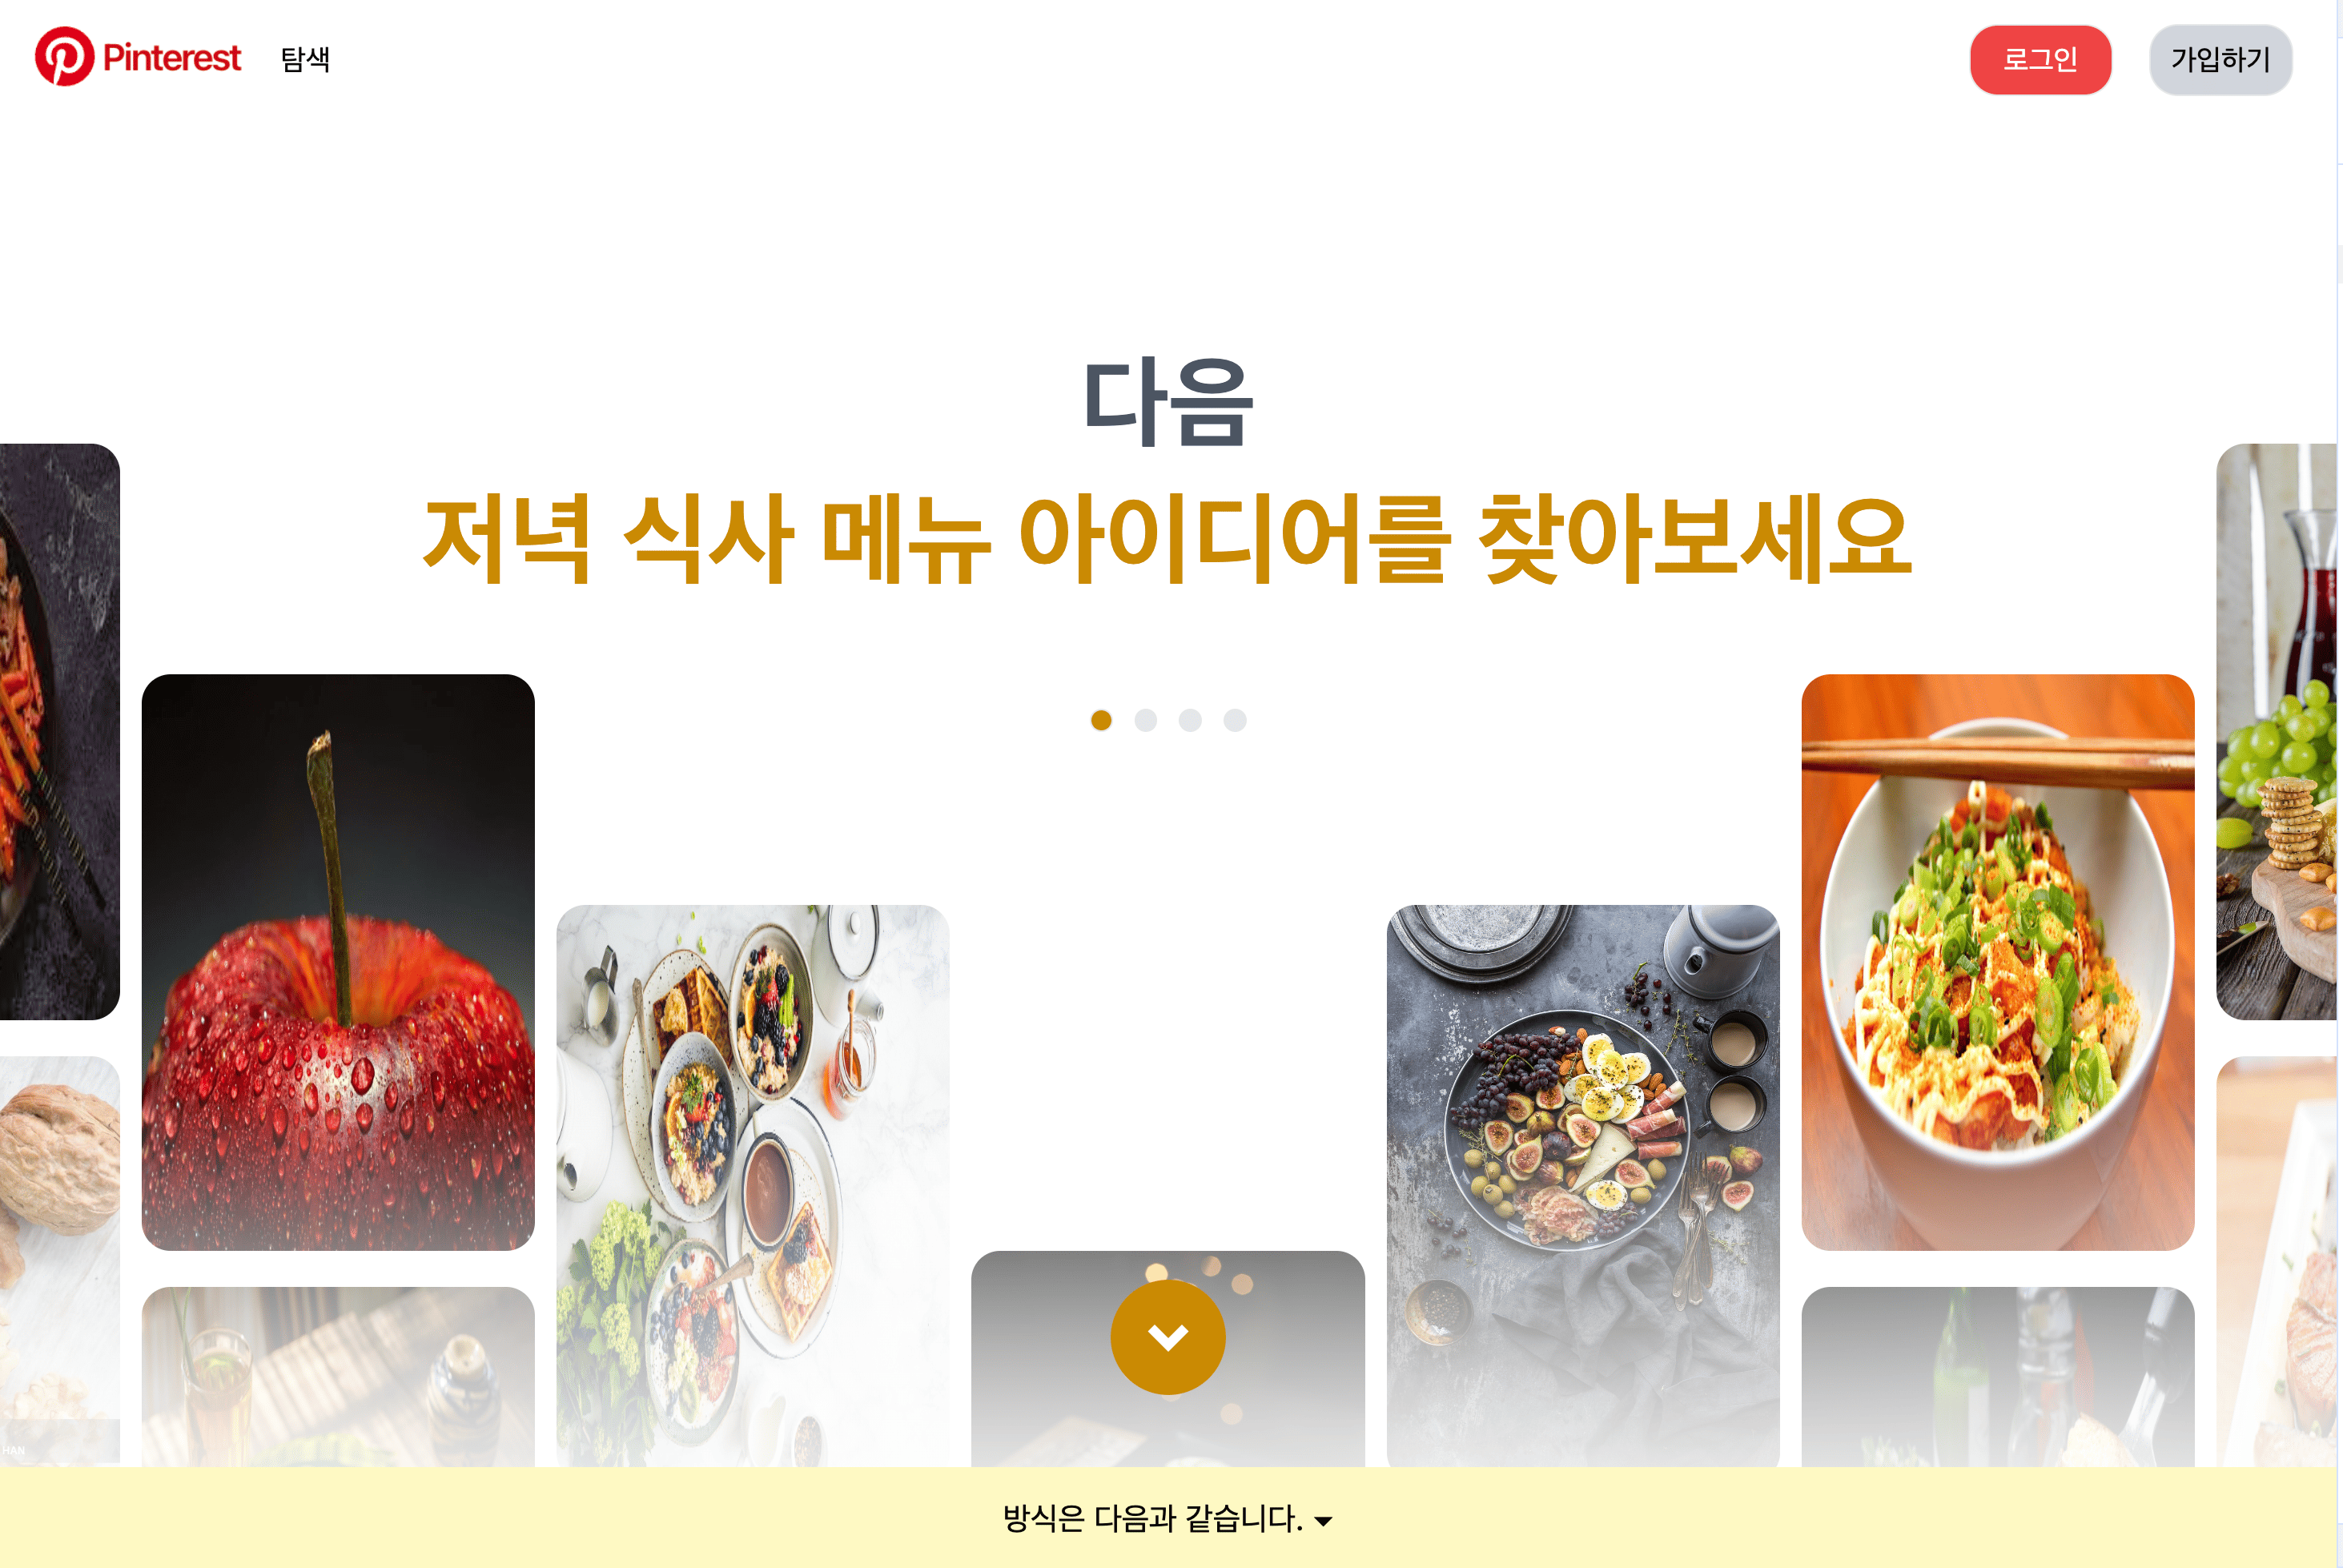 Pinterest
탐색
로그인
가입하기
다음
저녁 식사 메뉴 아이디어를 찾아보세요
HAN
방식은 다음과 같습니다.